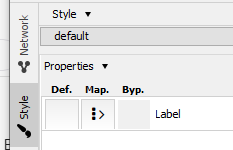 Style ▼
default
Properties ▼
Def. Map. Byp.
Label
Network
Style